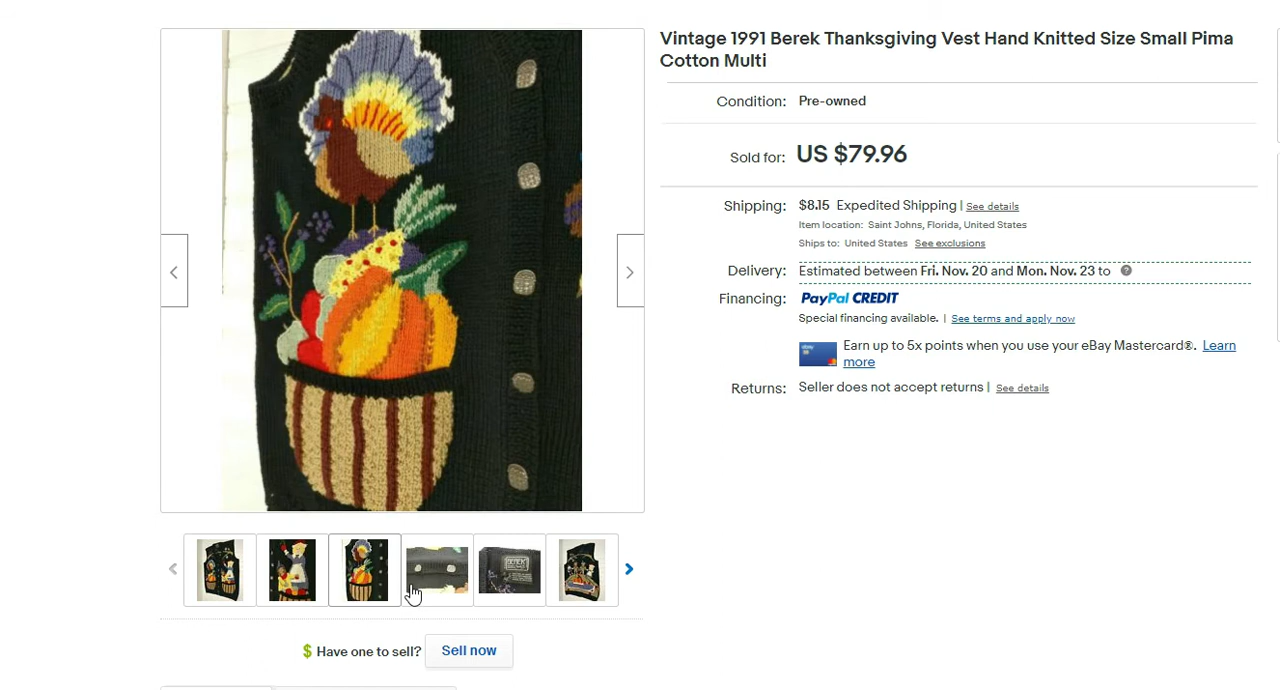 Vintage 1991 Berek Thanksgiving Vest Hand Knitted Size Small Pima
Cotton Multi
Condition: Pre-owned
Sold for: US $79.96
Shipping: $8.15 Expedited Shipping | See details
Item location: Saint Johns, Florida, United States
Ships to: United States See exclusions
Delivery: Estimated between Fri. Nov. 20 and Mon. Nov. 23 to ?
Financing: PayPal CREDIT
Special financing available. | See terms and apply now
Earn up to 5x points when you use your eBay Mastercard®. Learn
more
Returns: Seller does not accept returns | See details
BEREK
$ Have one to sell? Sell now